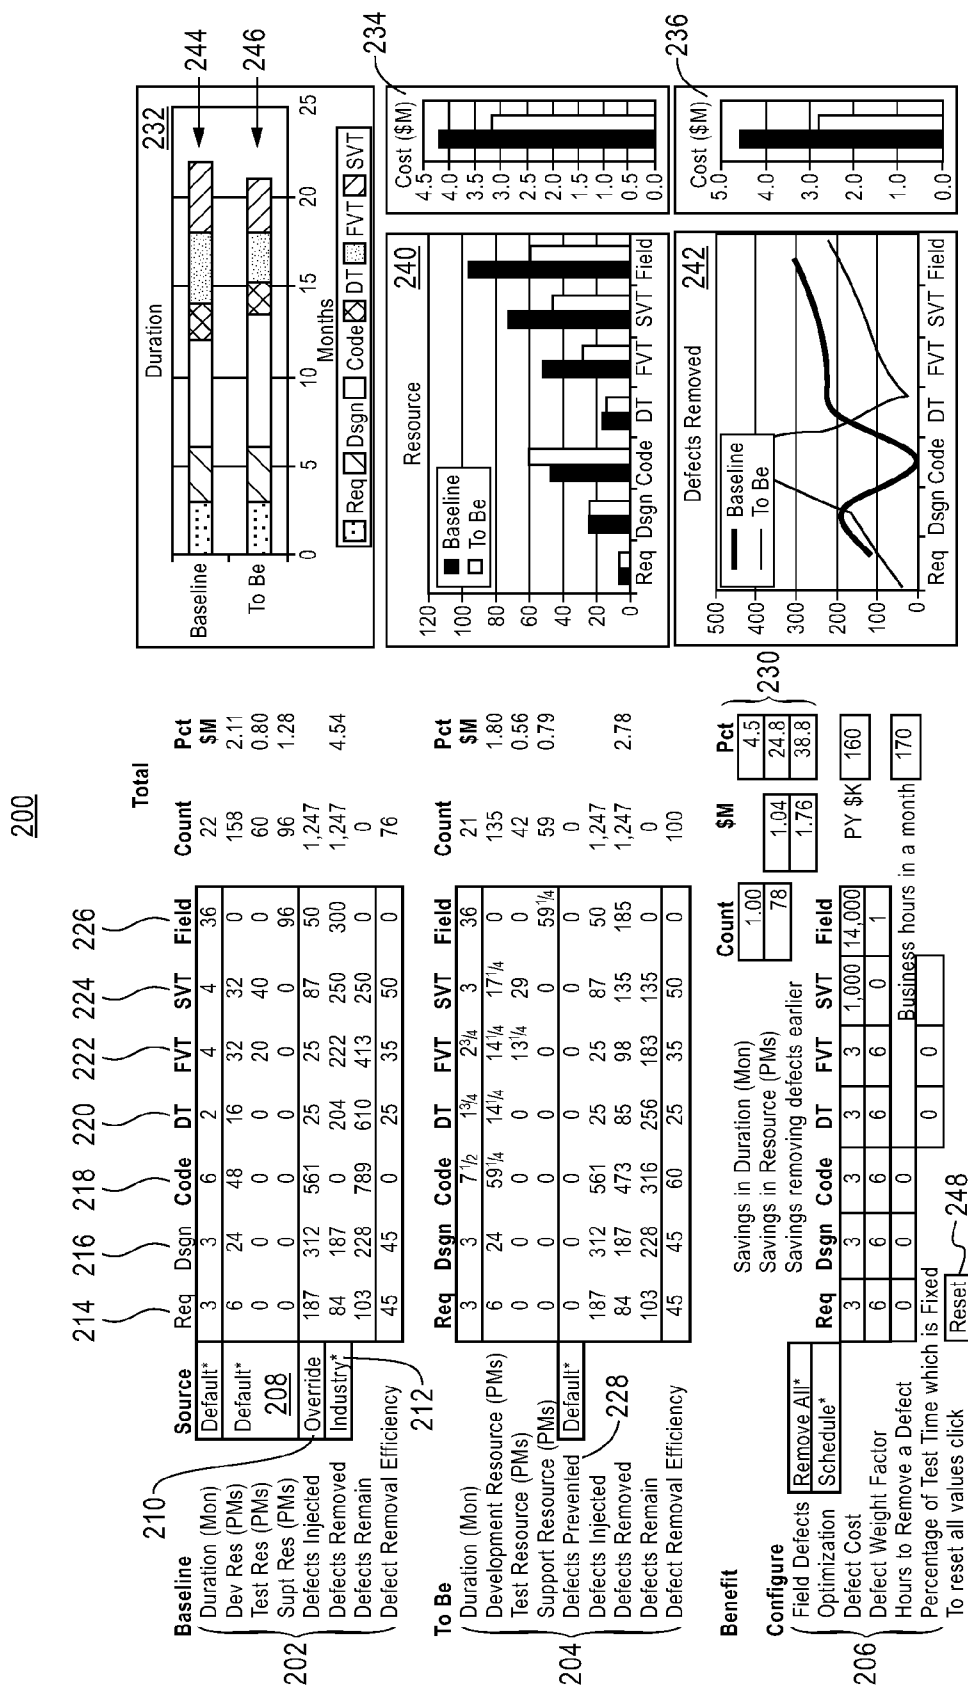 200
214
216
218
220
222
224
226
Total
Baseline Source Req Dsgn Code DT FVT SVT Field Count Pct
$M
Duration (Mon) Default* 3 3 6 2 4 4 36 22
Dev Res (PMs) Default* 6 24 48 16 32 32 0 158 2.11
Test Res (PMs) 208 0 0 0 0 20 40 0 60 0.80
Supt Res (PMs) 0 0 0 0 0 0 96 96 1.28
Defects Injected Override 187 312 561 25 25 87 50 1,247
Defects Removed Industry* 84 187 0 204 222 250 300 1,247 4.54
Defects Remain 103 228 789 610 413 250 0 0
Defect Removal Efficiency 45 45 0 25 35 50 0 76
202
210
212
To Be Req Dsgn Code DT FVT SVT Field Count Pct
$M
Duration (Mon) 3 3 7 1/2 1 3/4 2 3/4 3 36 21
Development Resource (PMs) 6 24 59 1/4 14 1/4 14 1/4 17 1/4 0 135 1.80
Test Resource (PMs) 0 0 0 0 13 1/4 29 0 42 0.56
Support Resource (PMs) 0 0 0 0 0 0 59 1/4 59 0.79
Defects Prevented Default* 0 0 0 0 0 0 0 0
Defects Injected 187 312 561 25 25 87 50 1,247
Defects Removed 84 187 473 85 98 135 185 1,247 2.78
Defects Remain 103 228 316 256 183 135 0 0
Defect Removal Efficiency 45 45 60 25 35 50 0 100
204
228
Benefit Count $M Pct
Savings in Duration (Mon) 1.00 4.5
Savings in Resource (PMs) 78 1.04 24.8
Savings removing defects earlier 1.76 38.8
230
Configure
Field Defects Remove All*
Optimization Schedule* Req Dsgn Code DT FVT SVT Field
Defect Cost 3 3 3 3 3 1,000 14,000 PY $K 160
Defect Weight Factor 6 6 6 6 6 0 1
Hours to Remove a Defect 0 0 0 Business hours in a month 170
Percentage of Test Time which is Fixed 0 0
To reset all values click Reset
206
248
Duration
232
Baseline
To Be
244
246
0 5 10 15 20 25
Months
Req Dsgn Code DT FVT SVT
Resource
240
Baseline
To Be
120
100
80
60
40
20
0
Req Dsgn Code DT FVT SVT Field
234
Cost ($M)
4.5
4.0
3.5
3.0
2.5
2.0
1.5
1.0
0.5
0.0
Defects Removed
242
Baseline
To Be
500
400
300
200
100
0
Req Dsgn Code DT FVT SVT Field
236
Cost ($M)
5.0
4.0
3.0
2.0
1.0
0.0